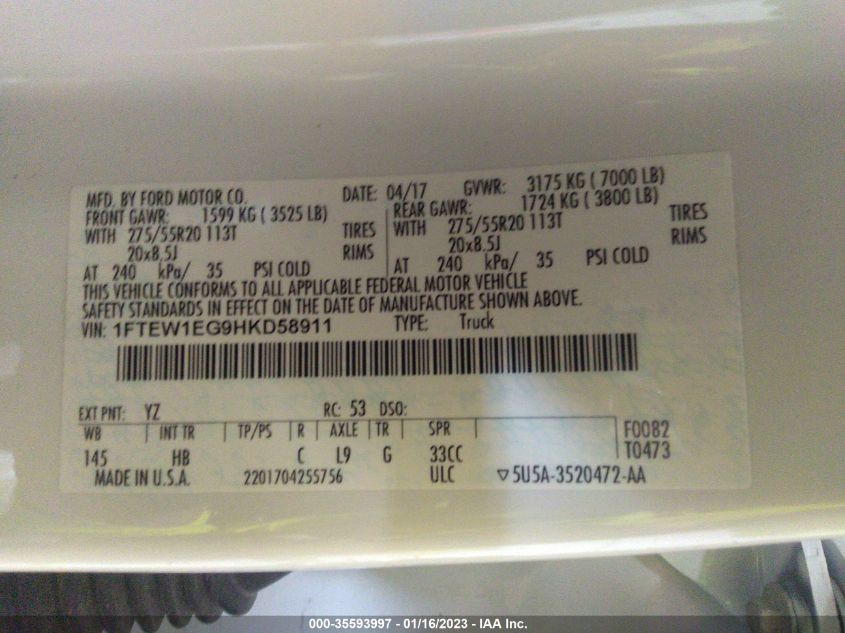 MFD. BY FORD MOTOR CO. DATE: 04/17 GVWR: 3175 KG ( 7000 LB)
FRONT GAWR: 1599 KG ( 3525 LB) REAR GAWR: 1724 KG ( 3800 LB)
WITH 275/55R20 113T TIRES WITH 275/55R20 113T TIRES
20x8.5J RIMS 20x8.5J RIMS
AT 240 kPa/ 35 PSI COLD AT 240 kPa/ 35 PSI COLD
THIS VEHICLE CONFORMS TO ALL APPLICABLE FEDERAL MOTOR VEHICLE
SAFETY STANDARDS IN EFFECT ON THE DATE OF MANUFACTURE SHOWN ABOVE.
VIN: 1FTEW1EG9HKD58911 TYPE: Truck
EXT PNT: YZ RC: 53 DSO:
WB INT TR TP/PS R AXLE TR SPR F0082
145 HB C L9 G 33CC T0473
MADE IN U.S.A. 2201704255756 ULC ▽5U5A-3520472-AA
000-35593997 - 01/16/2023 - IAA Inc.